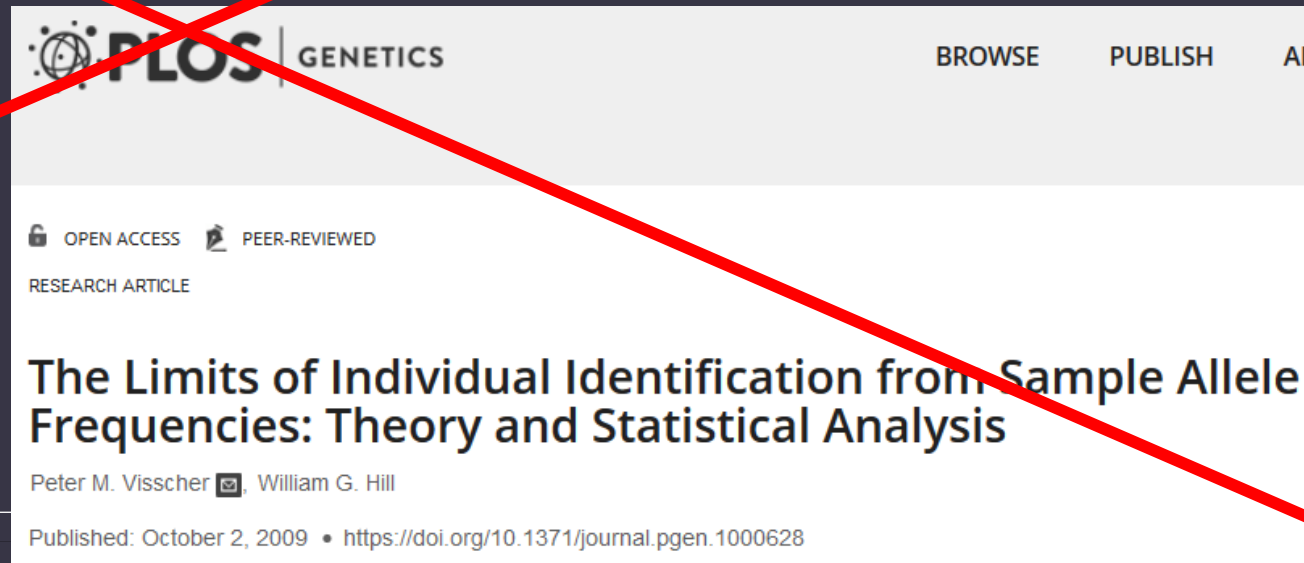 PLOS GENETICS
BROWSE PUBLISH
OPEN ACCESS PEER-REVIEWED
RESEARCH ARTICLE
The Limits of Individual Identification from Sample Allele
Frequencies: Theory and Statistical Analysis
Peter M. Visscher, William G. Hill
Published: October 2, 2009 • https://doi.org/10.1371/journal.pgen.1000628